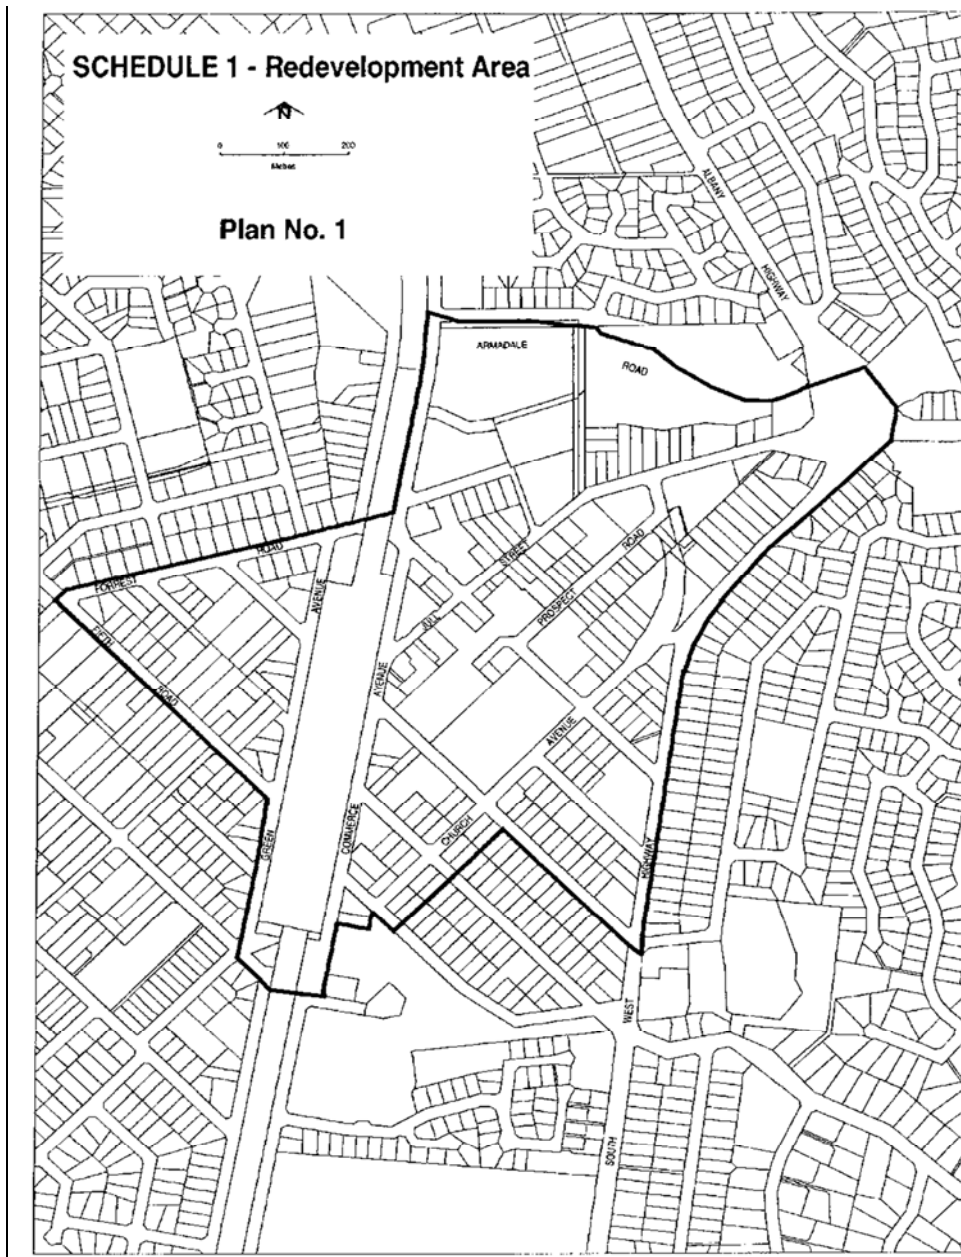 SCHEDULE 1 - Redevelopment Area
N
0 100 200
Metres
Plan No. 1
ALBANY
HIGHWAY
ARMADALE
ROAD
FORREST
ROAD
FIFTH
ROAD
AVENUE
JULL
STREET
PROSPECT
ROAD
AVENUE
AVENUE
GREEN
COMMERCE
CHURCH
HIGHWAY
WEST
SOUTH